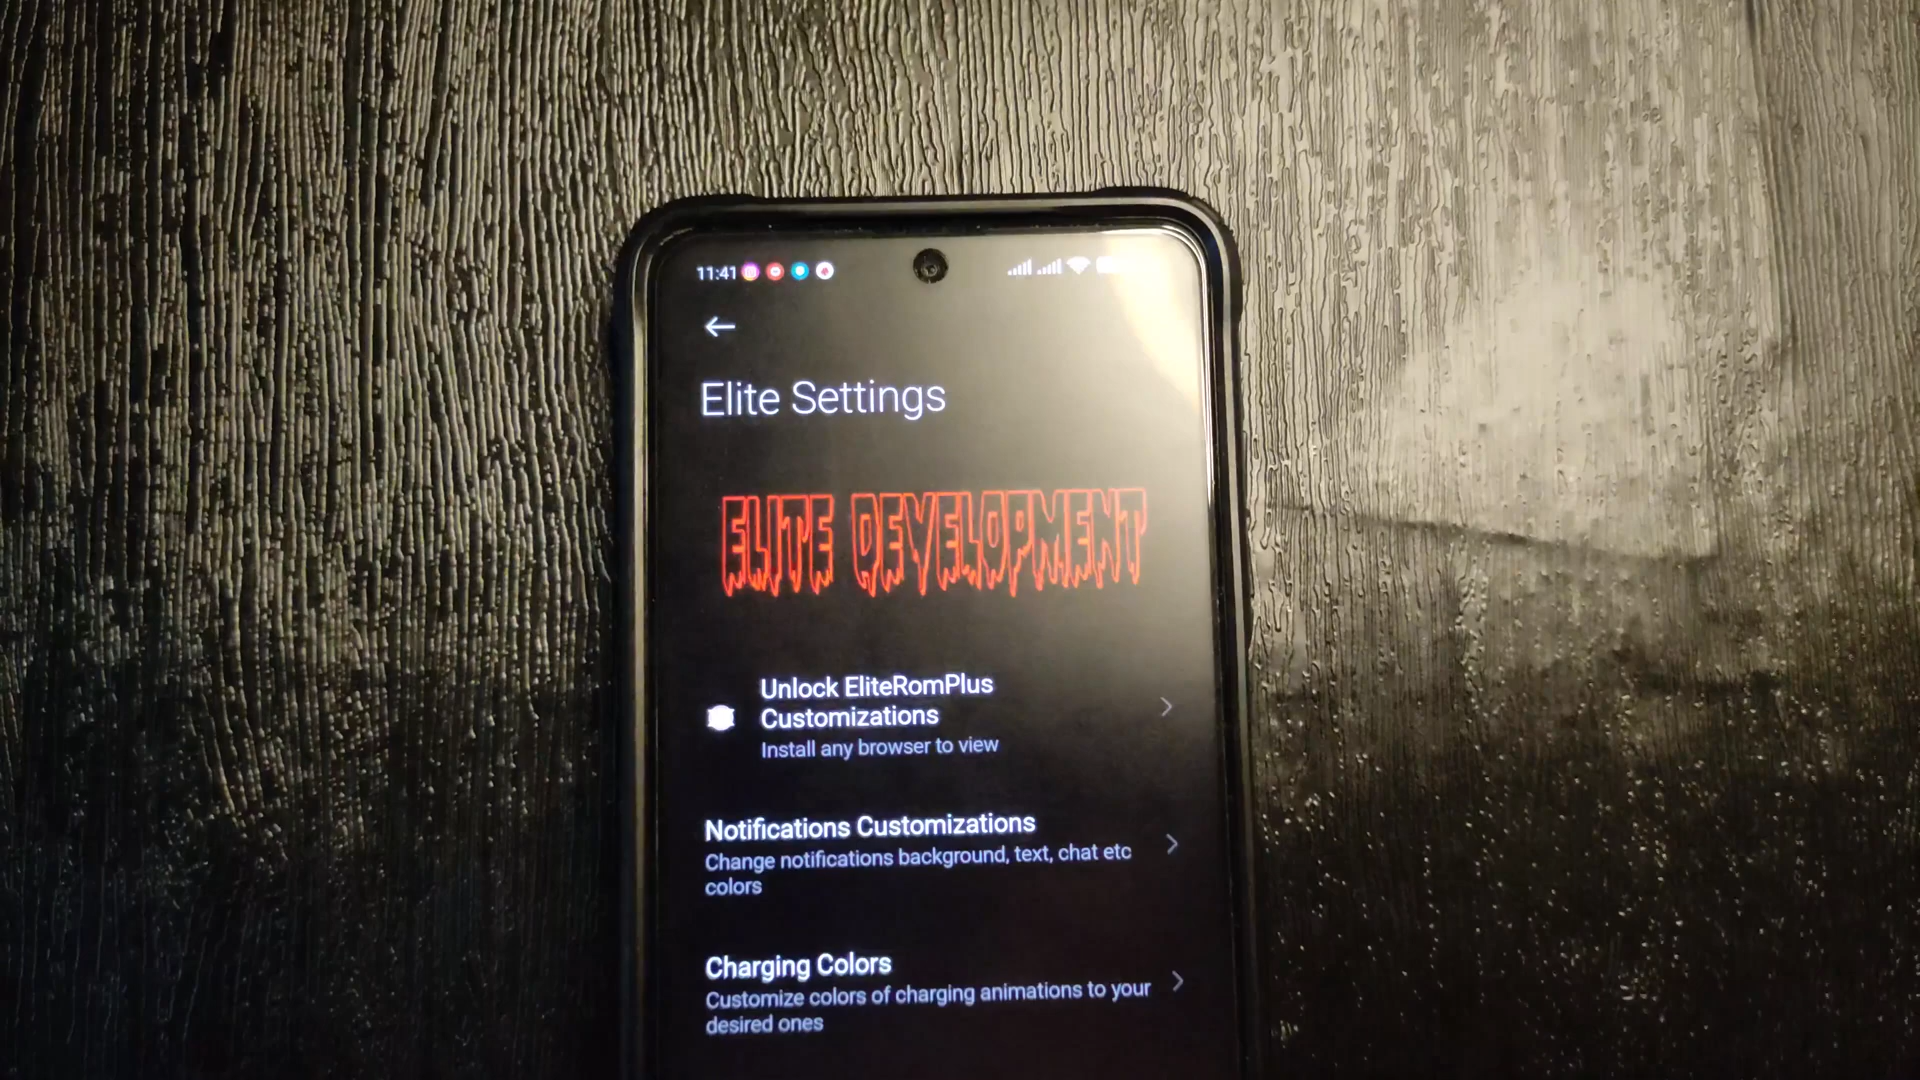 11:41
Elite Settings
ELITE DEVELOPMENT
Unlock EliteRomPlus
Customizations
Install any browser to view
Notifications Customizations
Change notifications background, text, chat etc
colors
Charging Colors
Customize colors of charging animations to your
desired ones